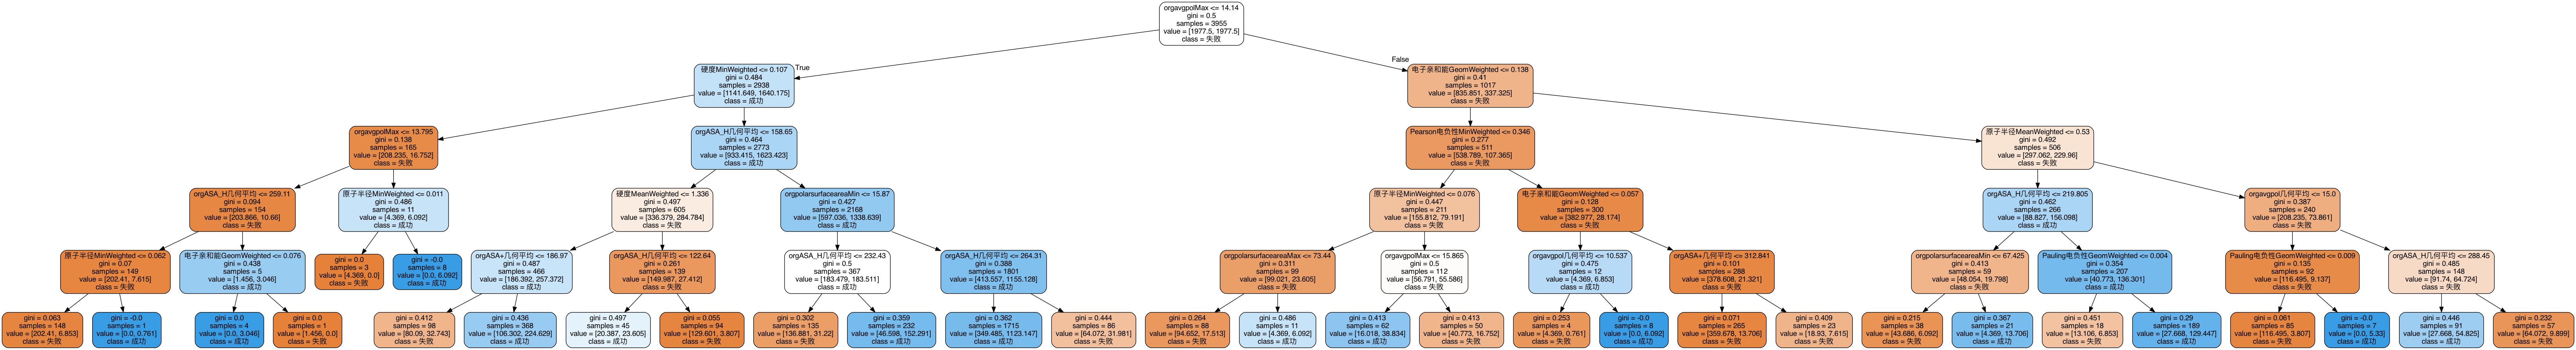 orgavgpolMax <= 14.14
gini = 0.5
samples = 3955
value = [1977.5, 1977.5]
class = 失败
True
False
硬度MinWeighted <= 0.107
gini = 0.484
samples = 2938
value = [1141.649, 1640.175]
class = 成功
电子亲和能GeomWeighted <= 0.138
gini = 0.41
samples = 1017
value = [835.851, 337.325]
class = 失败
orgavgpolMax <= 13.795
gini = 0.138
samples = 165
value = [208.235, 16.752]
class = 失败
orgASA_H几何平均 <= 158.65
gini = 0.464
samples = 2773
value = [933.415, 1623.423]
class = 成功
Pearson电负性MinWeighted <= 0.346
gini = 0.277
samples = 511
value = [538.789, 107.365]
class = 失败
原子半径MeanWeighted <= 0.53
gini = 0.492
samples = 506
value = [297.062, 229.96]
class = 失败
orgASA_H几何平均 <= 259.11
gini = 0.094
samples = 154
value = [203.866, 10.66]
class = 失败
原子半径MinWeighted <= 0.011
gini = 0.486
samples = 11
value = [4.369, 6.092]
class = 成功
硬度MeanWeighted <= 1.336
gini = 0.497
samples = 605
value = [336.379, 284.784]
class = 失败
orgpolarsurfaceareaMin <= 15.87
gini = 0.427
samples = 2168
value = [597.036, 1338.639]
class = 成功
原子半径MinWeighted <= 0.076
gini = 0.447
samples = 211
value = [155.812, 79.191]
class = 失败
电子亲和能GeomWeighted <= 0.057
gini = 0.128
samples = 300
value = [382.977, 28.174]
class = 失败
orgASA_H几何平均 <= 219.805
gini = 0.462
samples = 266
value = [88.827, 156.098]
class = 成功
orgavgpol几何平均 <= 15.0
gini = 0.387
samples = 240
value = [208.235, 73.861]
class = 失败
原子半径MinWeighted <= 0.062
gini = 0.07
samples = 149
value = [202.41, 7.615]
class = 失败
电子亲和能GeomWeighted <= 0.076
gini = 0.438
samples = 5
value = [1.456, 3.046]
class = 成功
gini = 0.0
samples = 3
value = [4.369, 0.0]
class = 失败
gini = -0.0
samples = 8
value = [0.0, 6.092]
class = 成功
orgASA+几何平均 <= 186.97
gini = 0.487
samples = 466
value = [186.392, 257.372]
class = 成功
orgASA_H几何平均 <= 122.64
gini = 0.261
samples = 139
value = [149.987, 27.412]
class = 失败
orgASA_H几何平均 <= 232.43
gini = 0.5
samples = 367
value = [183.479, 183.511]
class = 成功
orgASA_H几何平均 <= 264.31
gini = 0.388
samples = 1801
value = [413.557, 1155.128]
class = 成功
orgpolarsurfaceareaMax <= 73.44
gini = 0.311
samples = 99
value = [99.021, 23.605]
class = 失败
orgavgpolMax <= 15.865
gini = 0.5
samples = 112
value = [56.791, 55.586]
class = 失败
orgavgpol几何平均 <= 10.537
gini = 0.475
samples = 12
value = [4.369, 6.853]
class = 成功
orgASA+几何平均 <= 312.841
gini = 0.101
samples = 288
value = [378.608, 21.321]
class = 失败
orgpolarsurfaceareaMin <= 67.425
gini = 0.413
samples = 59
value = [48.054, 19.798]
class = 失败
Pauling电负性GeomWeighted <= 0.004
gini = 0.354
samples = 207
value = [40.773, 136.301]
class = 成功
Pauling电负性GeomWeighted <= 0.009
gini = 0.135
samples = 92
value = [116.495, 9.137]
class = 失败
orgASA_H几何平均 <= 288.45
gini = 0.485
samples = 148
value = [91.74, 64.724]
class = 失败
gini = 0.063
samples = 148
value = [202.41, 6.853]
class = 失败
gini = -0.0
samples = 1
value = [0.0, 0.761]
class = 成功
gini = 0.0
samples = 4
value = [0.0, 3.046]
class = 成功
gini = 0.0
samples = 1
value = [1.456, 0.0]
class = 失败
gini = 0.412
samples = 98
value = [80.09, 32.743]
class = 失败
gini = 0.436
samples = 368
value = [106.302, 224.629]
class = 成功
gini = 0.497
samples = 45
value = [20.387, 23.605]
class = 成功
gini = 0.055
samples = 94
value = [129.601, 3.807]
class = 失败
gini = 0.302
samples = 135
value = [136.881, 31.22]
class = 失败
gini = 0.359
samples = 232
value = [46.598, 152.291]
class = 成功
gini = 0.362
samples = 1715
value = [349.485, 1123.147]
class = 成功
gini = 0.444
samples = 86
value = [64.072, 31.981]
class = 失败
gini = 0.264
samples = 88
value = [94.652, 17.513]
class = 失败
gini = 0.486
samples = 11
value = [4.369, 6.092]
class = 成功
gini = 0.413
samples = 62
value = [16.018, 38.834]
class = 成功
gini = 0.413
samples = 50
value = [40.773, 16.752]
class = 失败
gini = 0.253
samples = 4
value = [4.369, 0.761]
class = 失败
gini = -0.0
samples = 8
value = [0.0, 6.092]
class = 成功
gini = 0.071
samples = 265
value = [359.678, 13.706]
class = 失败
gini = 0.409
samples = 23
value = [18.93, 7.615]
class = 失败
gini = 0.215
samples = 38
value = [43.686, 6.092]
class = 失败
gini = 0.367
samples = 21
value = [4.369, 13.706]
class = 成功
gini = 0.451
samples = 18
value = [13.106, 6.853]
class = 失败
gini = 0.29
samples = 189
value = [27.668, 129.447]
class = 成功
gini = 0.061
samples = 85
value = [116.495, 3.807]
class = 失败
gini = -0.0
samples = 7
value = [0.0, 5.33]
class = 成功
gini = 0.446
samples = 91
value = [27.668, 54.825]
class = 成功
gini = 0.232
samples = 57
value = [64.072, 9.899]
class = 失败